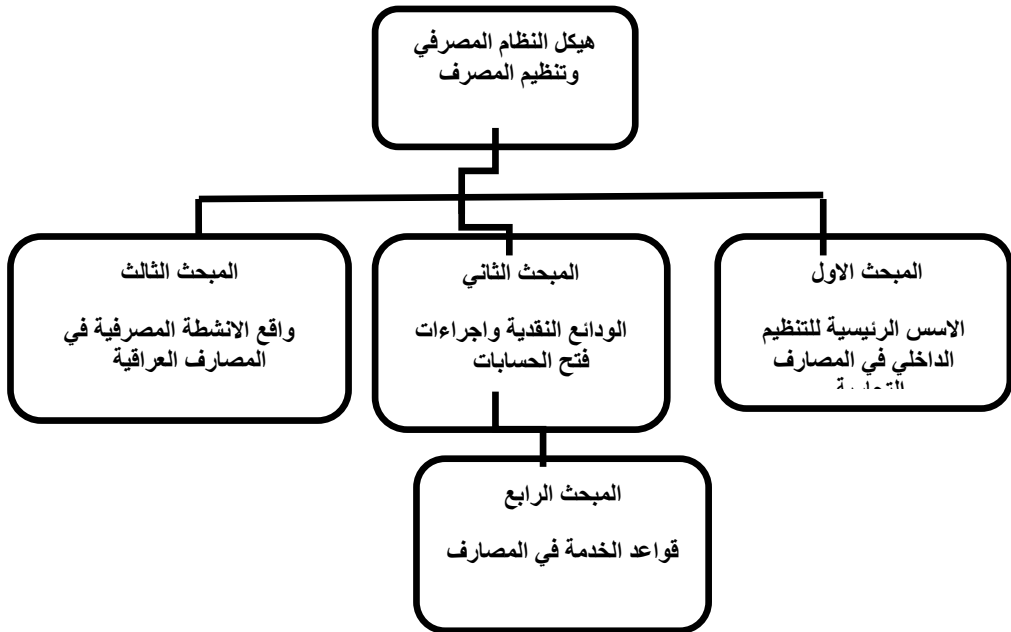 هيكل النظام المصرفي
وتنظيم المصرف
المبحث الاول
الاسس الرئيسية للتنظيم
الداخلي في المصارف
المبحث الثاني
الودائع النقدية واجراءات
فتح الحسابات
المبحث الثالث
واقع الانشطة المصرفية في
المصارف العراقية
المبحث الرابع
قواعد الخدمة في المصارف